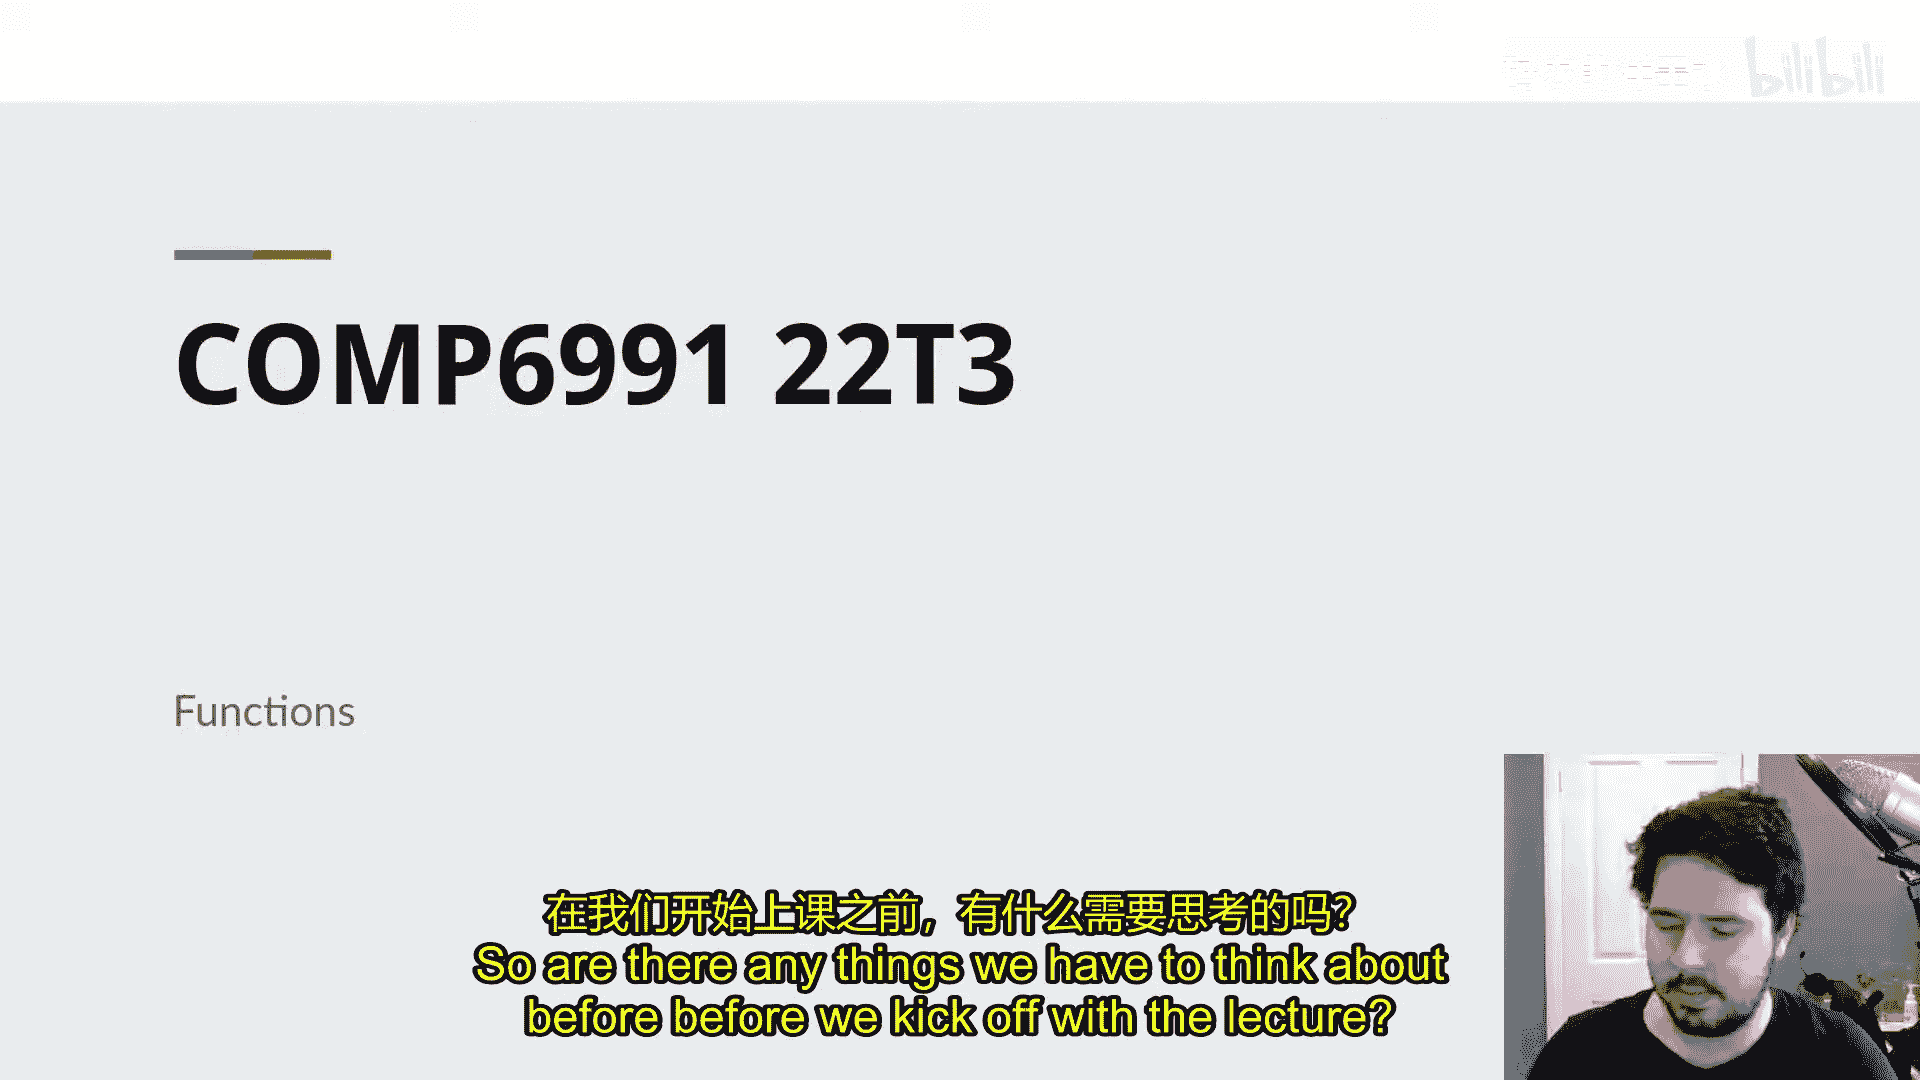 bilibili
COMP6991 22T3
Functions
在我们开始上课之前，有什么需要思考的吗？
So are there any things we have to think about
before before we kick off with the lecture?